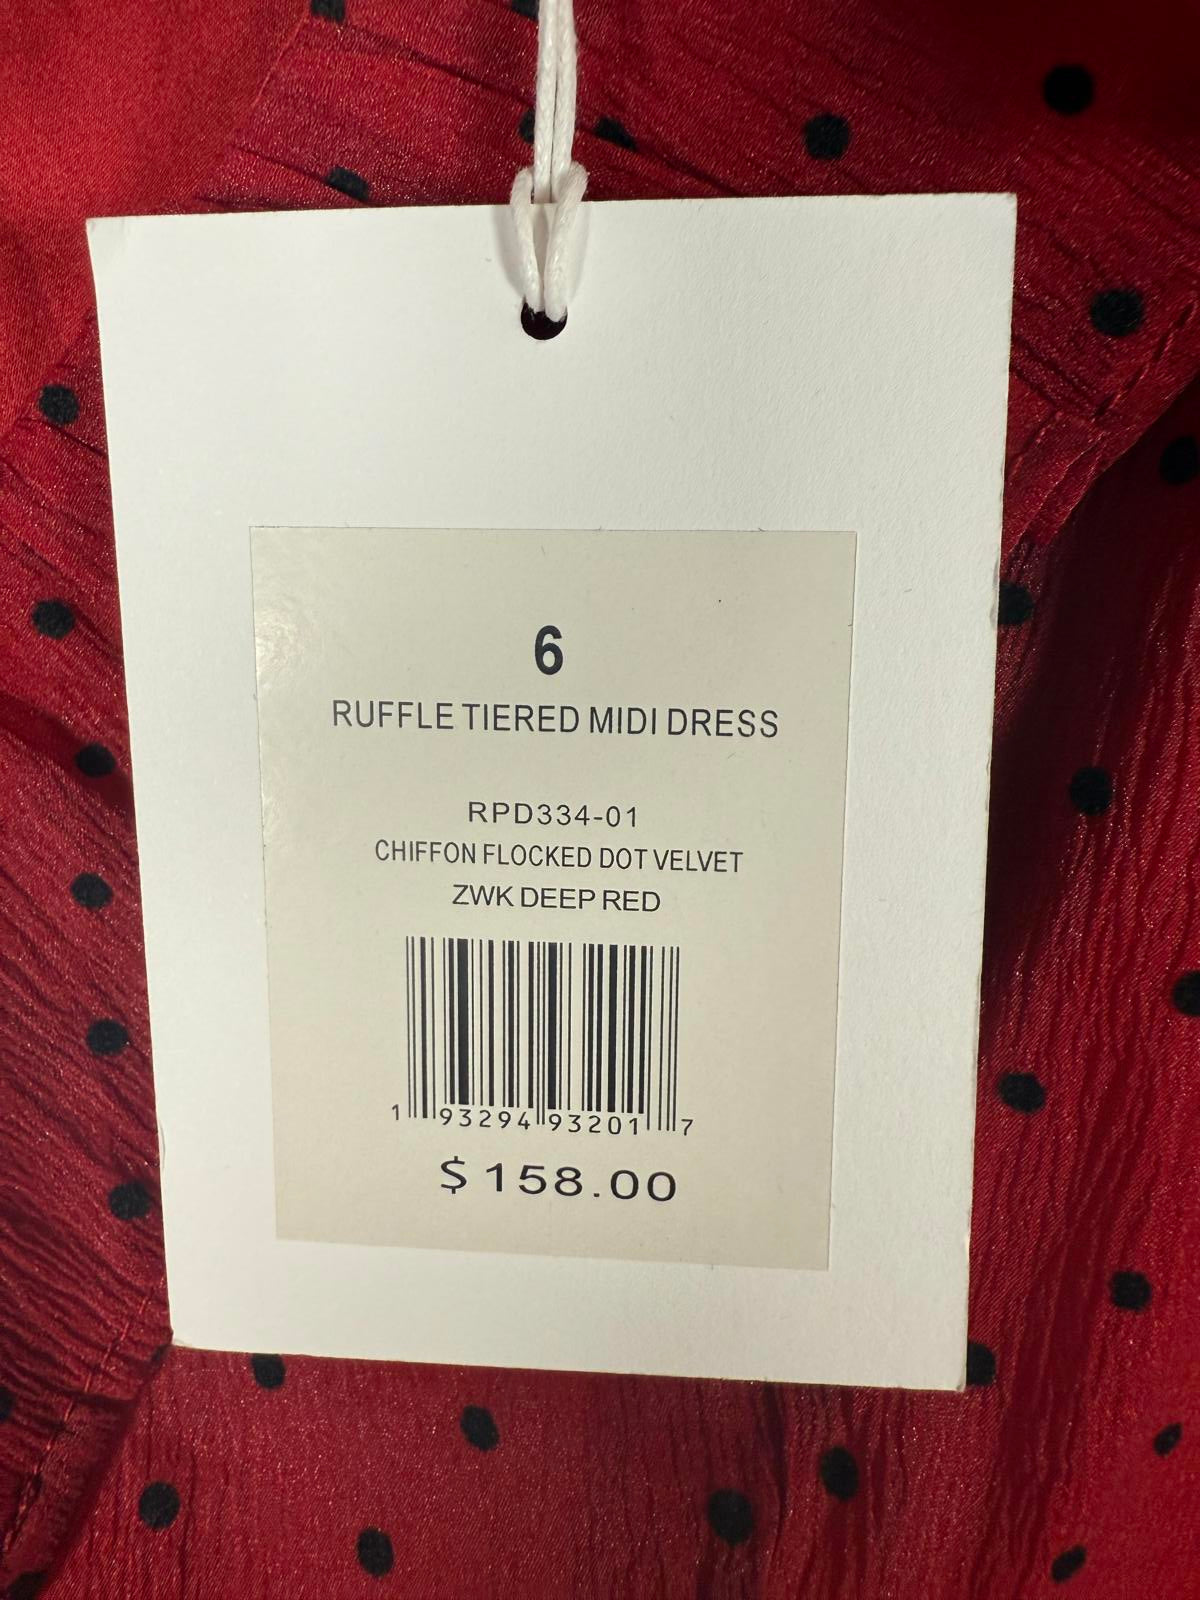 6
RUFFLE TIERED MIDI DRESS
RPD334-01
CHIFFON FLOCKED DOT VELVET
ZWK DEEP RED
1 93294 93201 7
$ 158.00